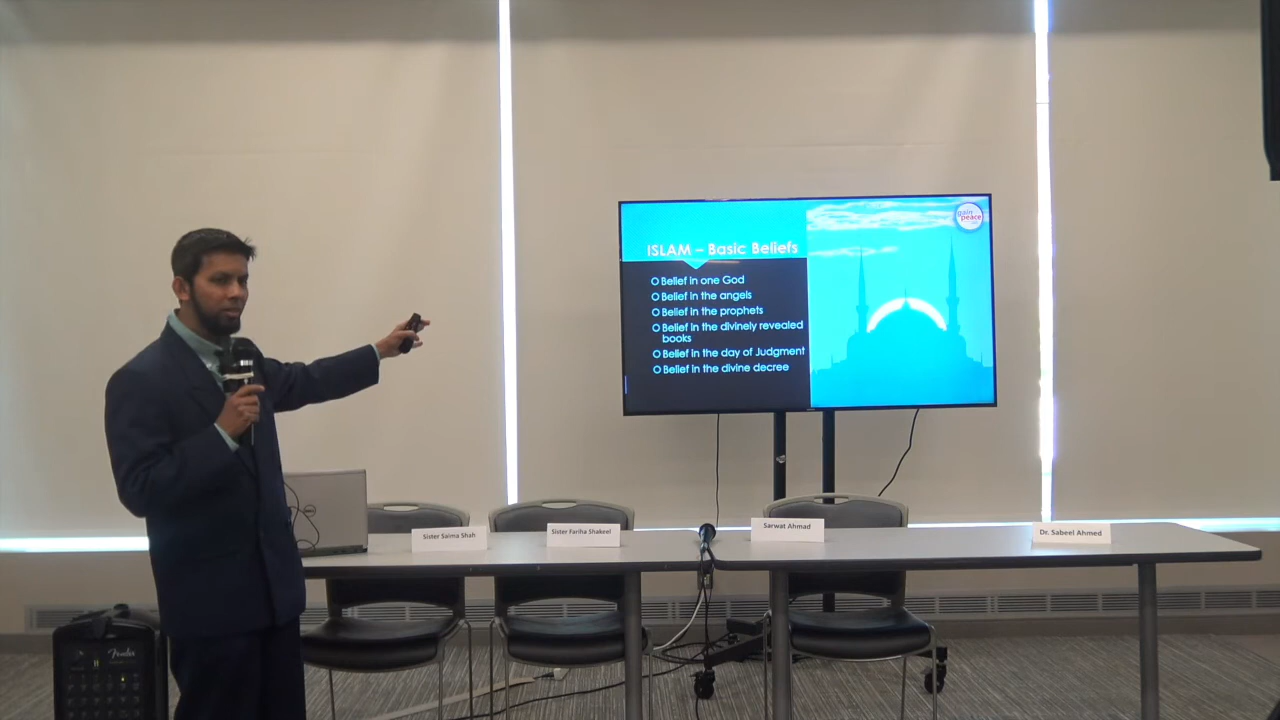 gain
peace
ISLAM – Basic Beliefs
Belief in one God
Belief in the angels
Belief in the prophets
Belief in the divinely revealed
books
Belief in the day of Judgment
Belief in the divine decree
DELL
Sister Saima Shah
Sister Fariha Shakeel
Sarwat Ahmad
Dr. Sabeel Ahmed
Fender